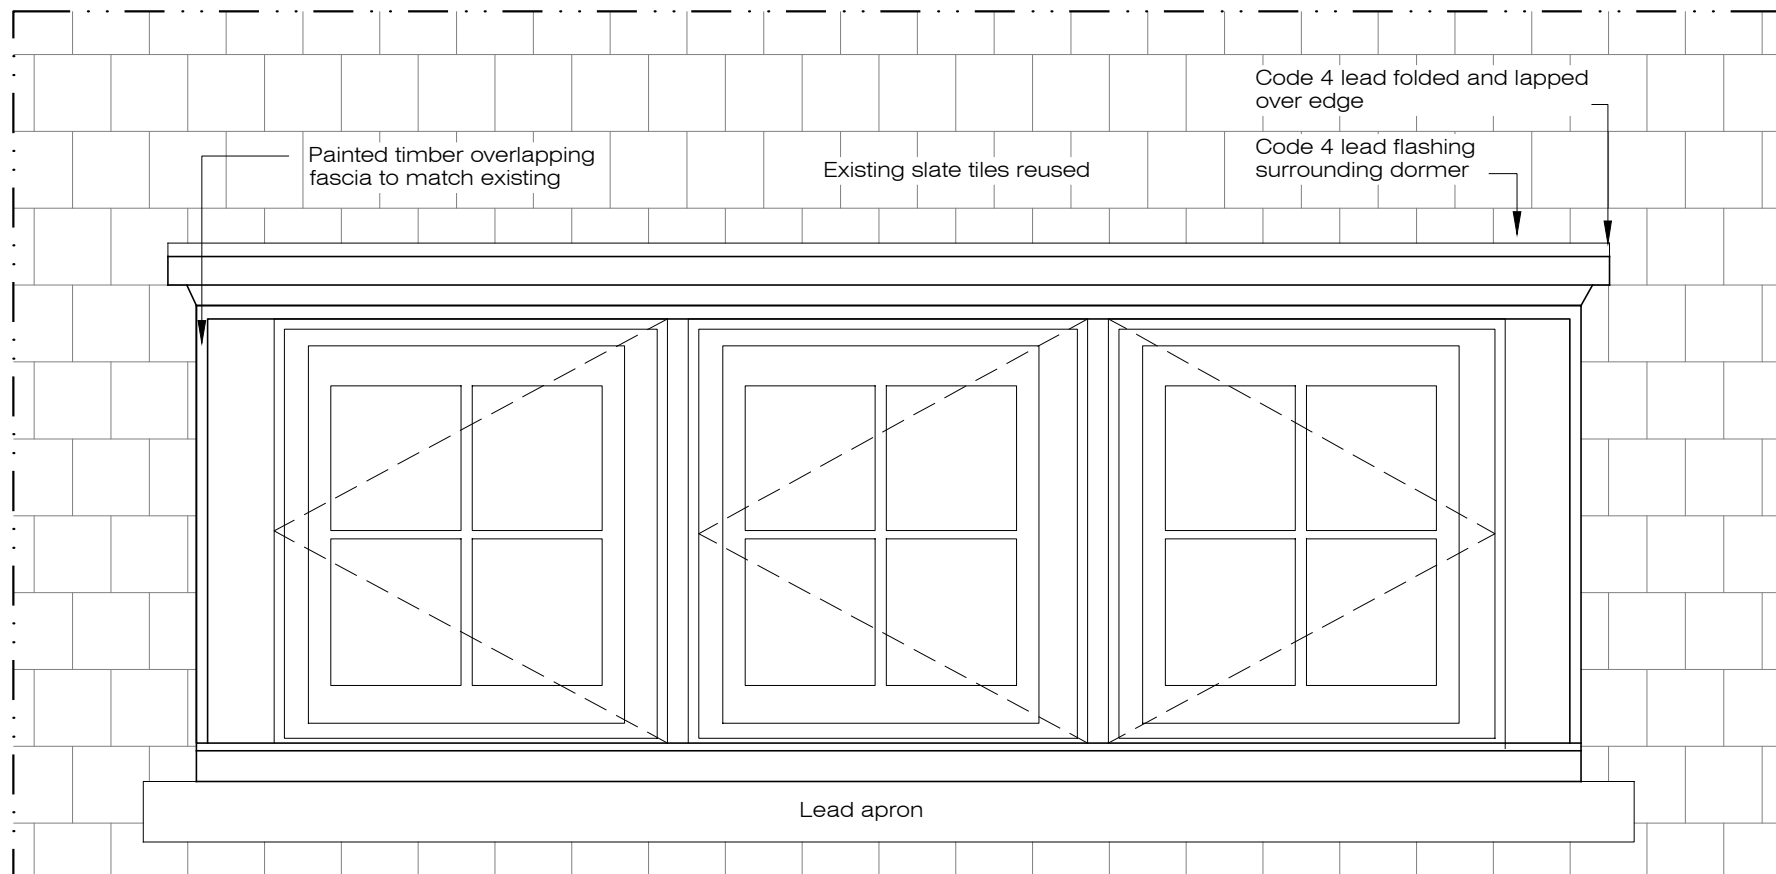 Code 4 lead folded and lapped
over edge
Painted timber overlapping
fascia to match existing
Existing slate tiles reused
Code 4 lead flashing
surrounding dormer
Lead apron